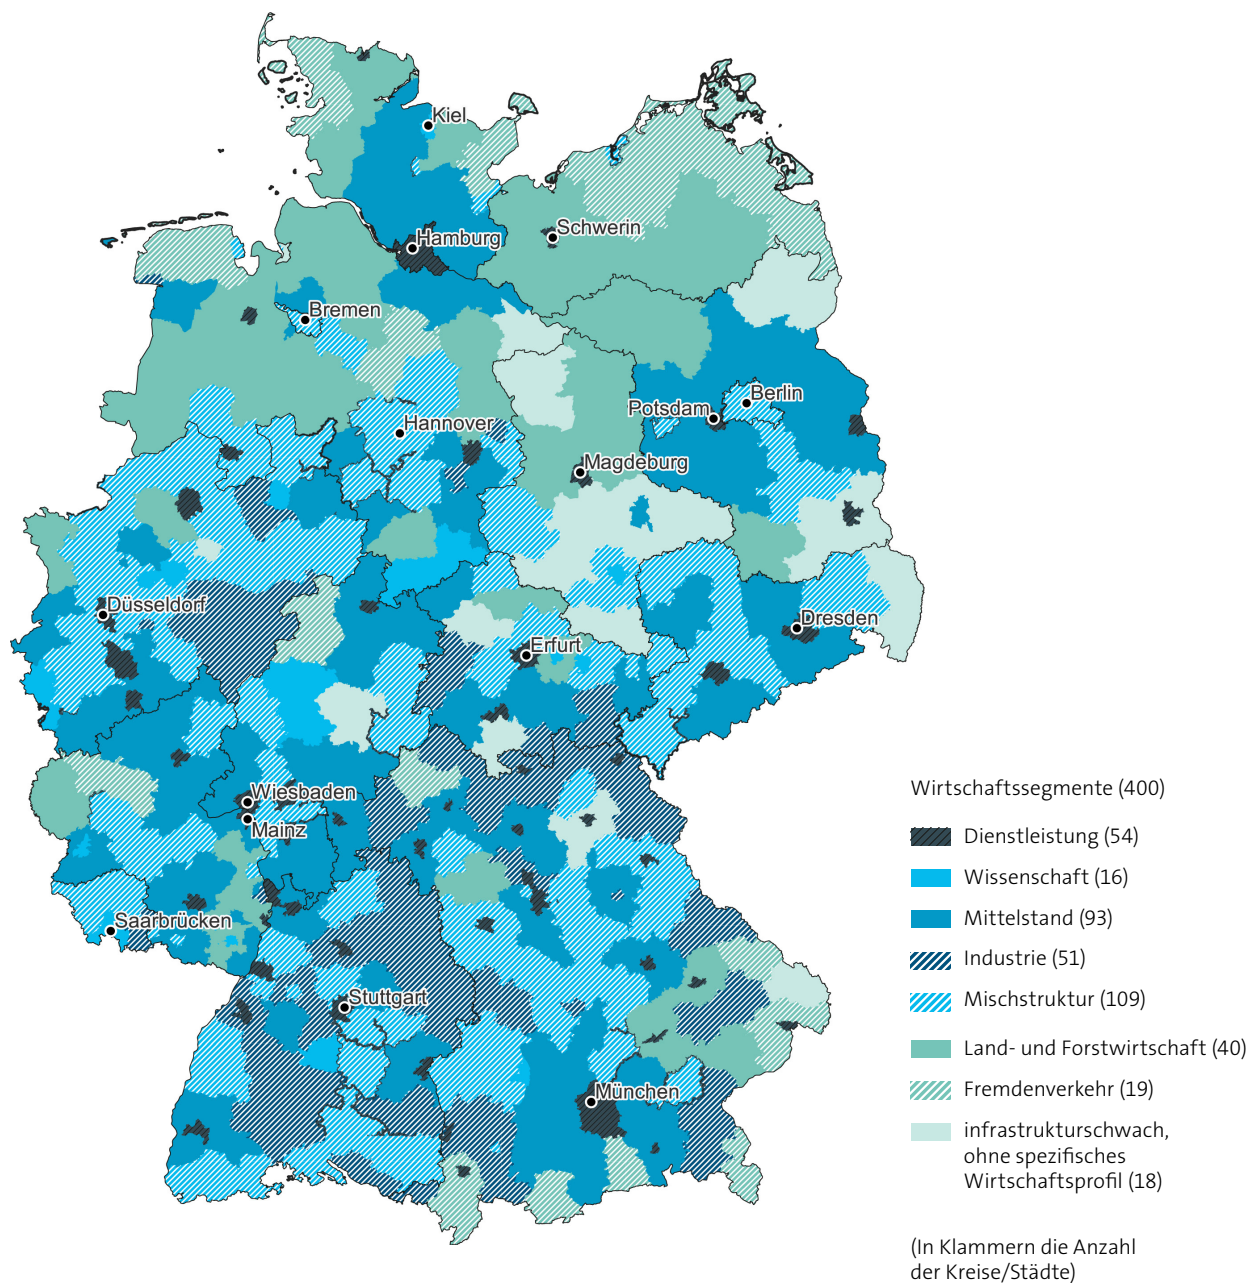 Kiel
Schwerin
Hamburg
Bremen
Berlin
Potsdam
Hannover
Magdeburg
Düsseldorf
Dresden
Erfurt
Wiesbaden
Mainz
Saarbrücken
Stuttgart
München
Wirtschaftssegmente (400)
Dienstleistung (54)
Wissenschaft (16)
Mittelstand (93)
Industrie (51)
Mischstruktur (109)
Land- und Forstwirtschaft (40)
Fremdenverkehr (19)
infrastrukturschwach,
ohne spezifisches
Wirtschaftsprofil (18)
(In Klammern die Anzahl
der Kreise/Städte)